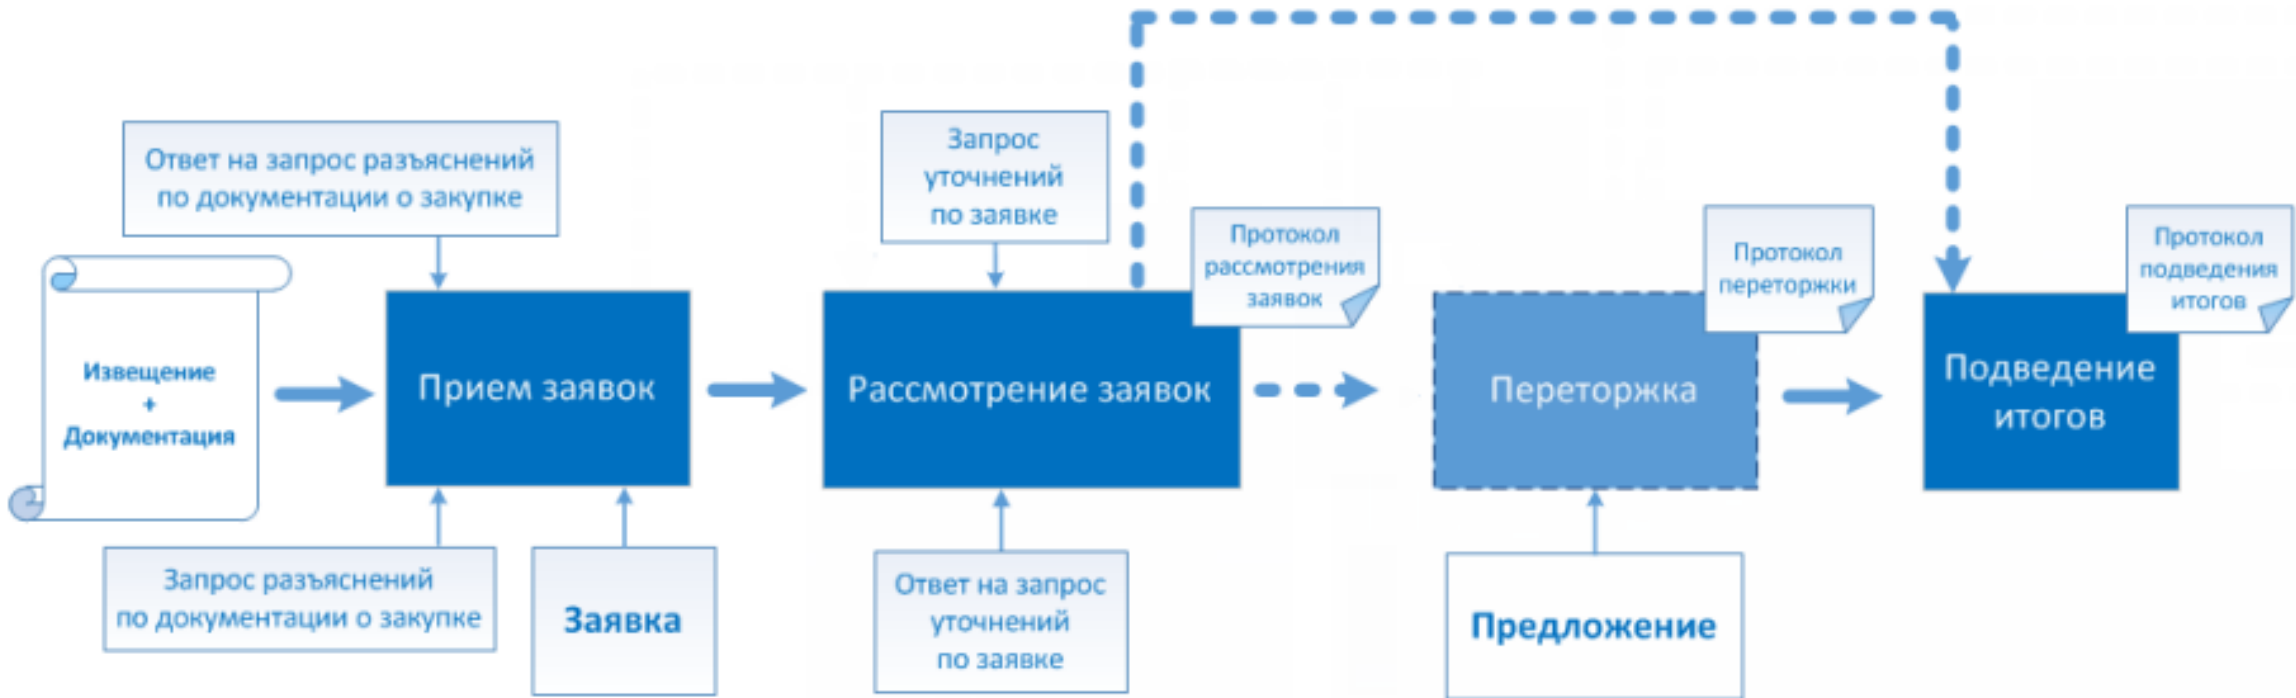 Ответ на запрос разъяснений
по документации о закупке
Запрос
уточнений
по заявке
Протокол
рассмотрения
заявок
Протокол
переторжки
Протокол
подведения
итогов
Извещение
+
Документация
Прием заявок
Рассмотрение заявок
Переторжка
Подведение
итогов
Запрос разъяснений
по документации о закупке
Заявка
Ответ на запрос
уточнений
по заявке
Предложение